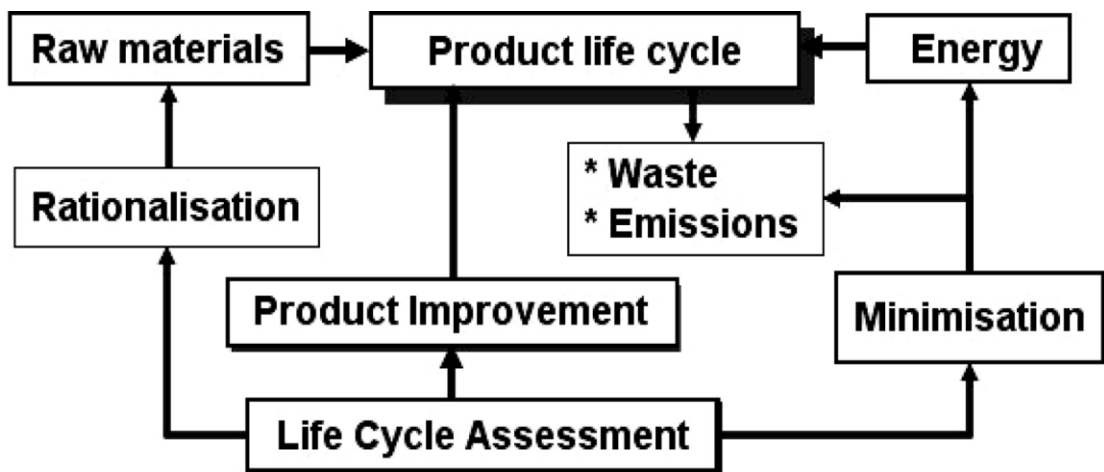 Raw materials
Product life cycle
Energy
* Waste
* Emissions
Rationalisation
Product Improvement
Minimisation
Life Cycle Assessment